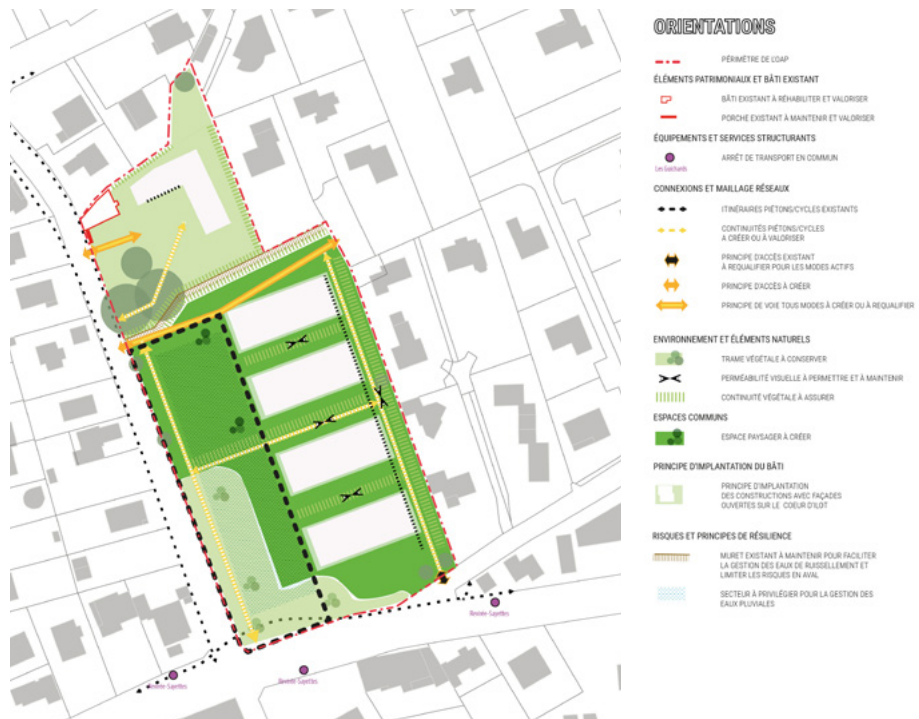 ORIENTATIONS
PÉRIMÈTRE DE L'OAP
ÉLÉMENTS PATRIMONIAUX ET BÂTI EXISTANT
BÂTI EXISTANT À RÉHABILITER ET VALORISER
PORCHE EXISTANT À MAINTENIR ET VALORISER
ÉQUIPEMENTS ET SERVICES STRUCTURANTS
ARRÊT DE TRANSPORT EN COMMUN
Les Guichards
CONNEXIONS ET MAILLAGE RÉSEAUX
ITINÉRAIRES PIÉTONS/CYCLES EXISTANTS
CONTINUITÉS PIÉTONS/CYCLES
A CRÉER OU À VALORISER
PRINCIPE D'ACCÈS EXISTANT
À REQUALIFIER POUR LES MODES ACTIFS
PRINCIPE D'ACCÈS À CRÉER
PRINCIPE DE VOIE TOUS MODES À CRÉER OU À REQUALIFIER
ENVIRONNEMENT ET ÉLÉMENTS NATURELS
TRAME VÉGÉTALE À CONSERVER
PERMÉABILITÉ VISUELLE À PERMETTRE ET À MAINTENIR
CONTINUITÉ VÉGÉTALE À ASSURER
ESPACES COMMUNS
ESPACE PAYSAGER À CRÉER
PRINCIPE D'IMPLANTATION DU BÂTI
PRINCIPE D'IMPLANTATION
DES CONSTRUCTIONS AVEC FAÇADES
OUVERTES SUR LE COEUR D'ILOT
RISQUES ET PRINCIPES DE RÉSILIENCE
MURET EXISTANT À MAINTENIR POUR FACILITER
LA GESTION DES EAUX DE RUISSELLEMENT ET
LIMITER LES RISQUES EN AVAL
SECTEUR À PRIVILÉGIER POUR LA GESTION DES
EAUX PLUVIALES